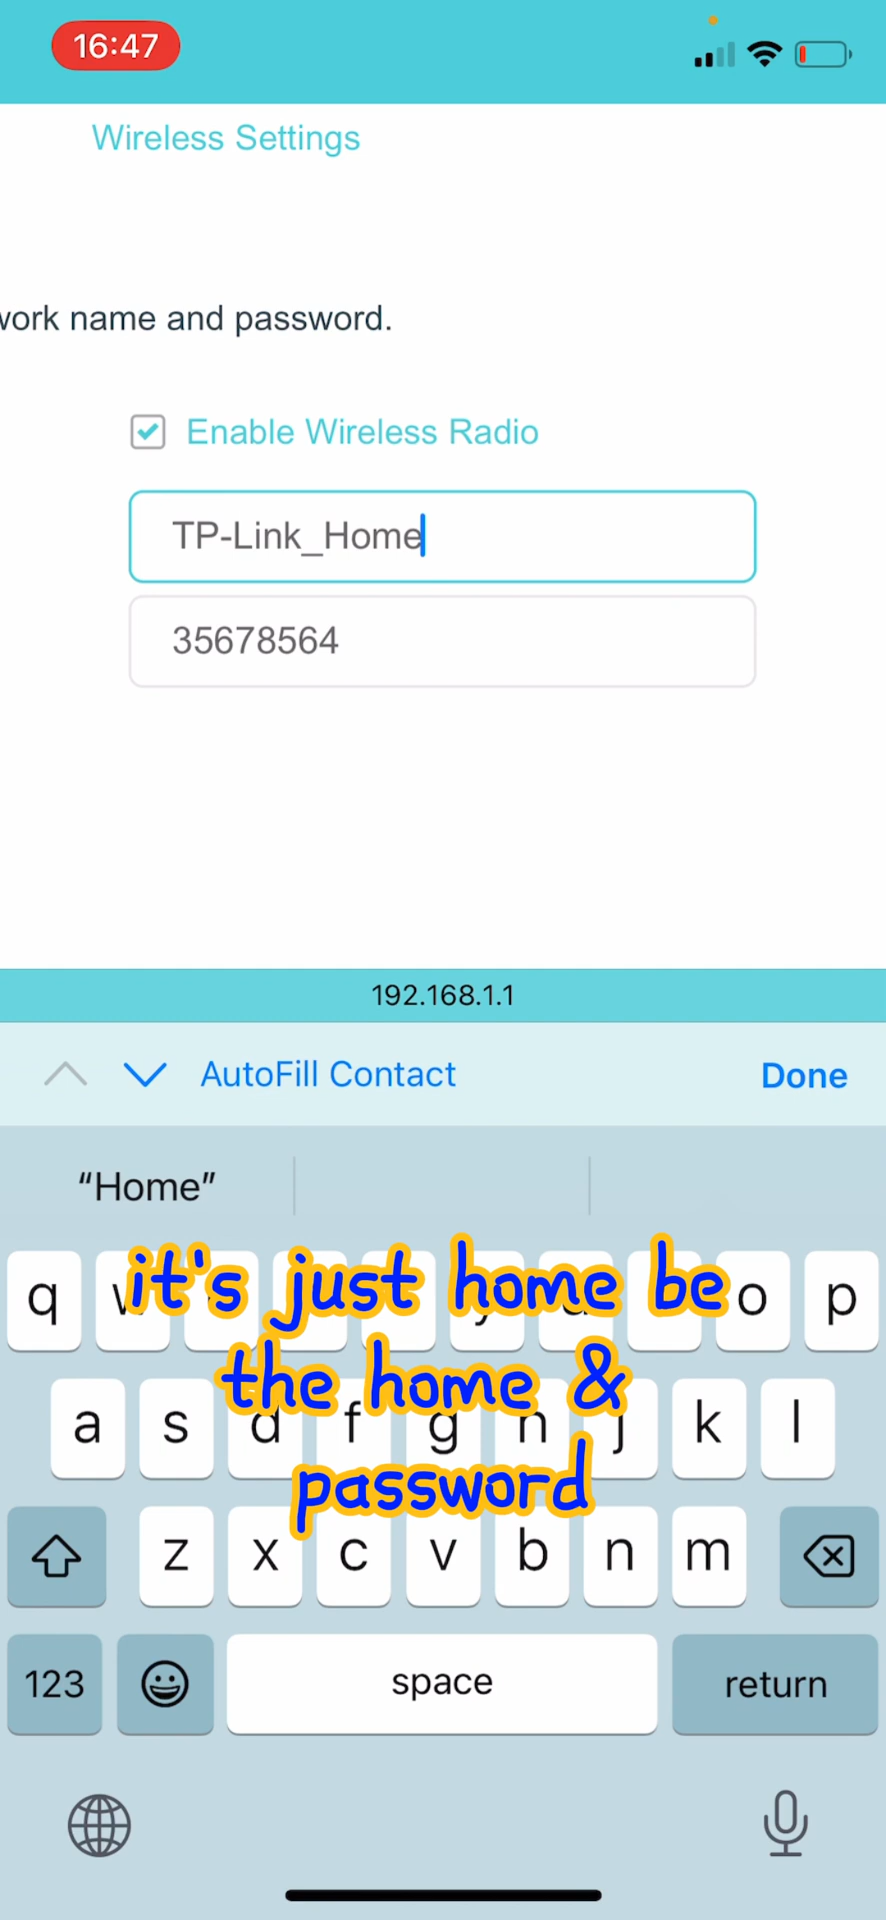 16:47
Wireless Settings
work name and password.
Enable Wireless Radio
TP-Link_Home
35678564
192.168.1.1
AutoFill Contact
Done
“Home”
it's just home be
the home &
password
q o p
a s d f g h j k l
z x c v b n m
123 space return